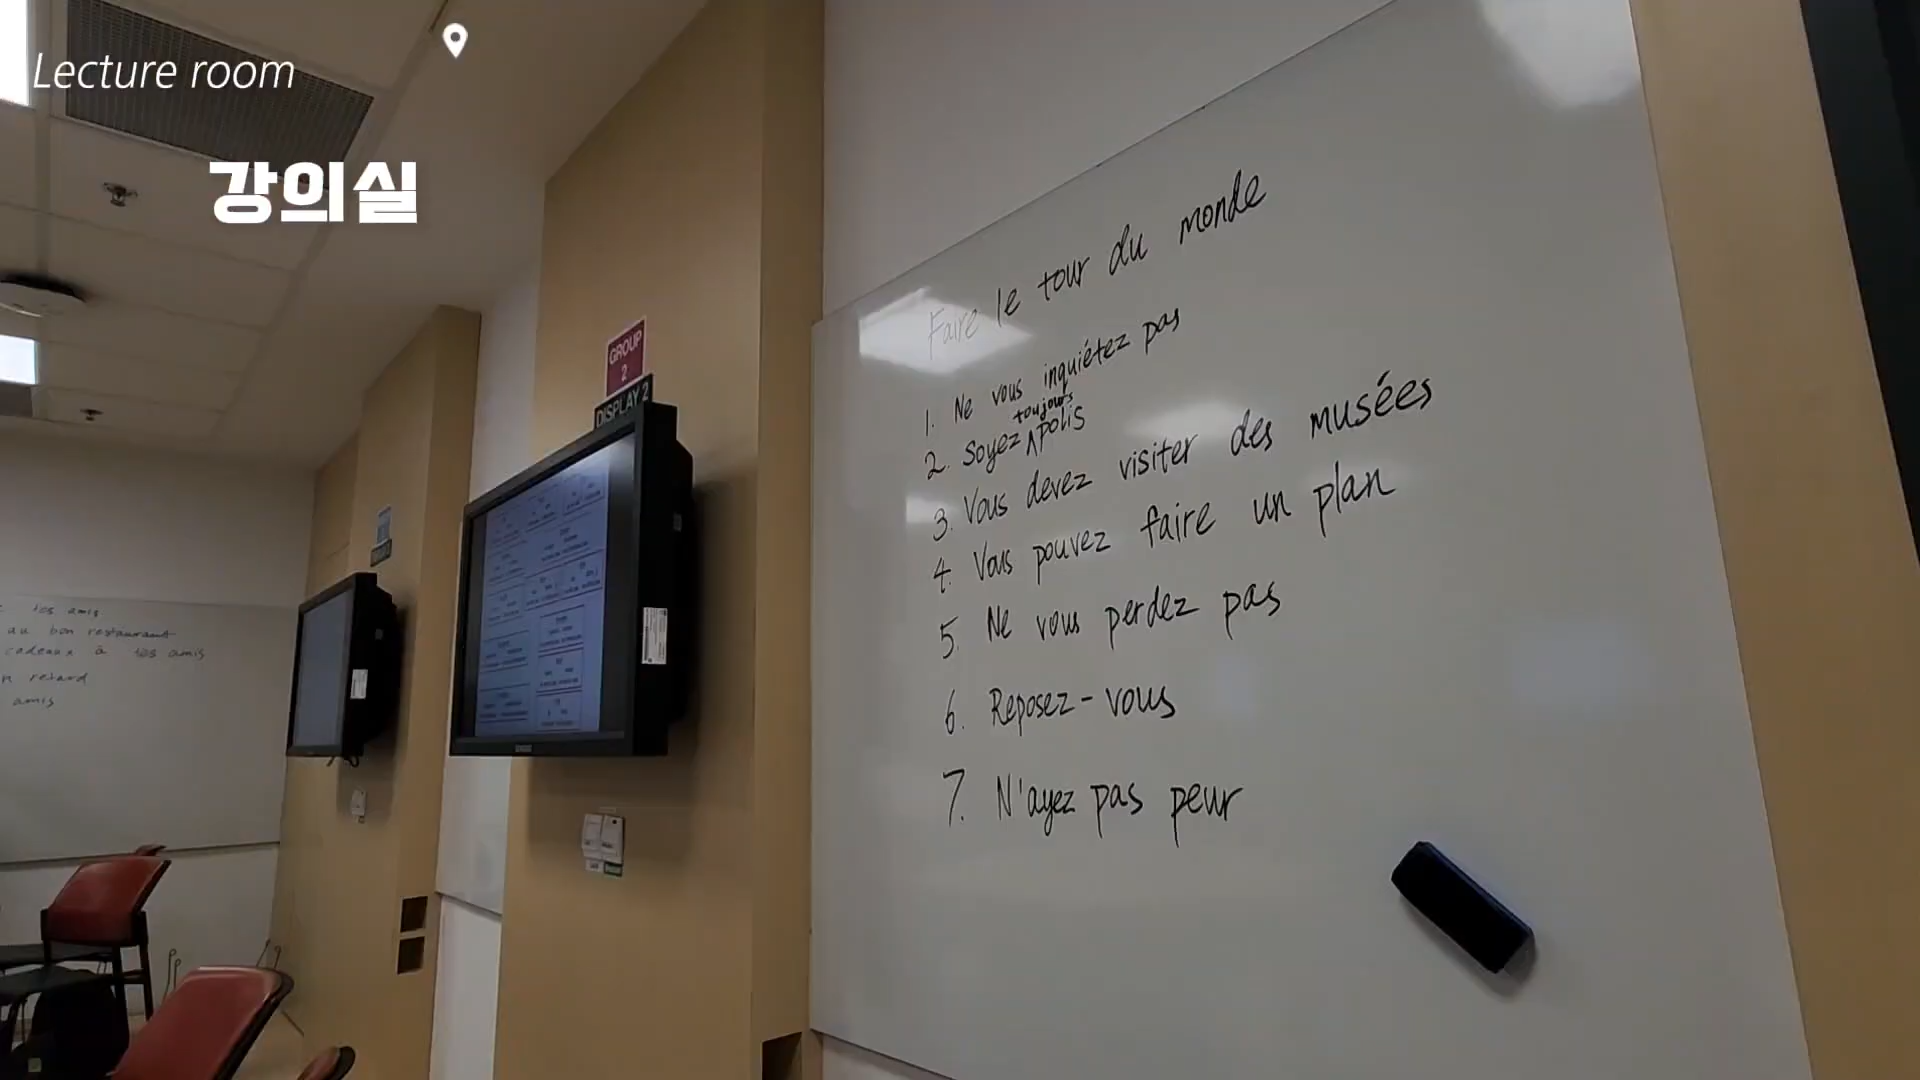 Lecture room
강의실
GROUP
2
DISPLAY 2
Faire le tour du monde
1. Ne vous inquiétez pas
2. Soyez toujours polis
3. Vous devez visiter des musées
4. Vous pouvez faire un plan
5. Ne vous perdez pas
6. Reposez-vous
7. N'ayez pas peur
tes amis
au bon restaurant
cadeaux à tes amis
n retard
amis